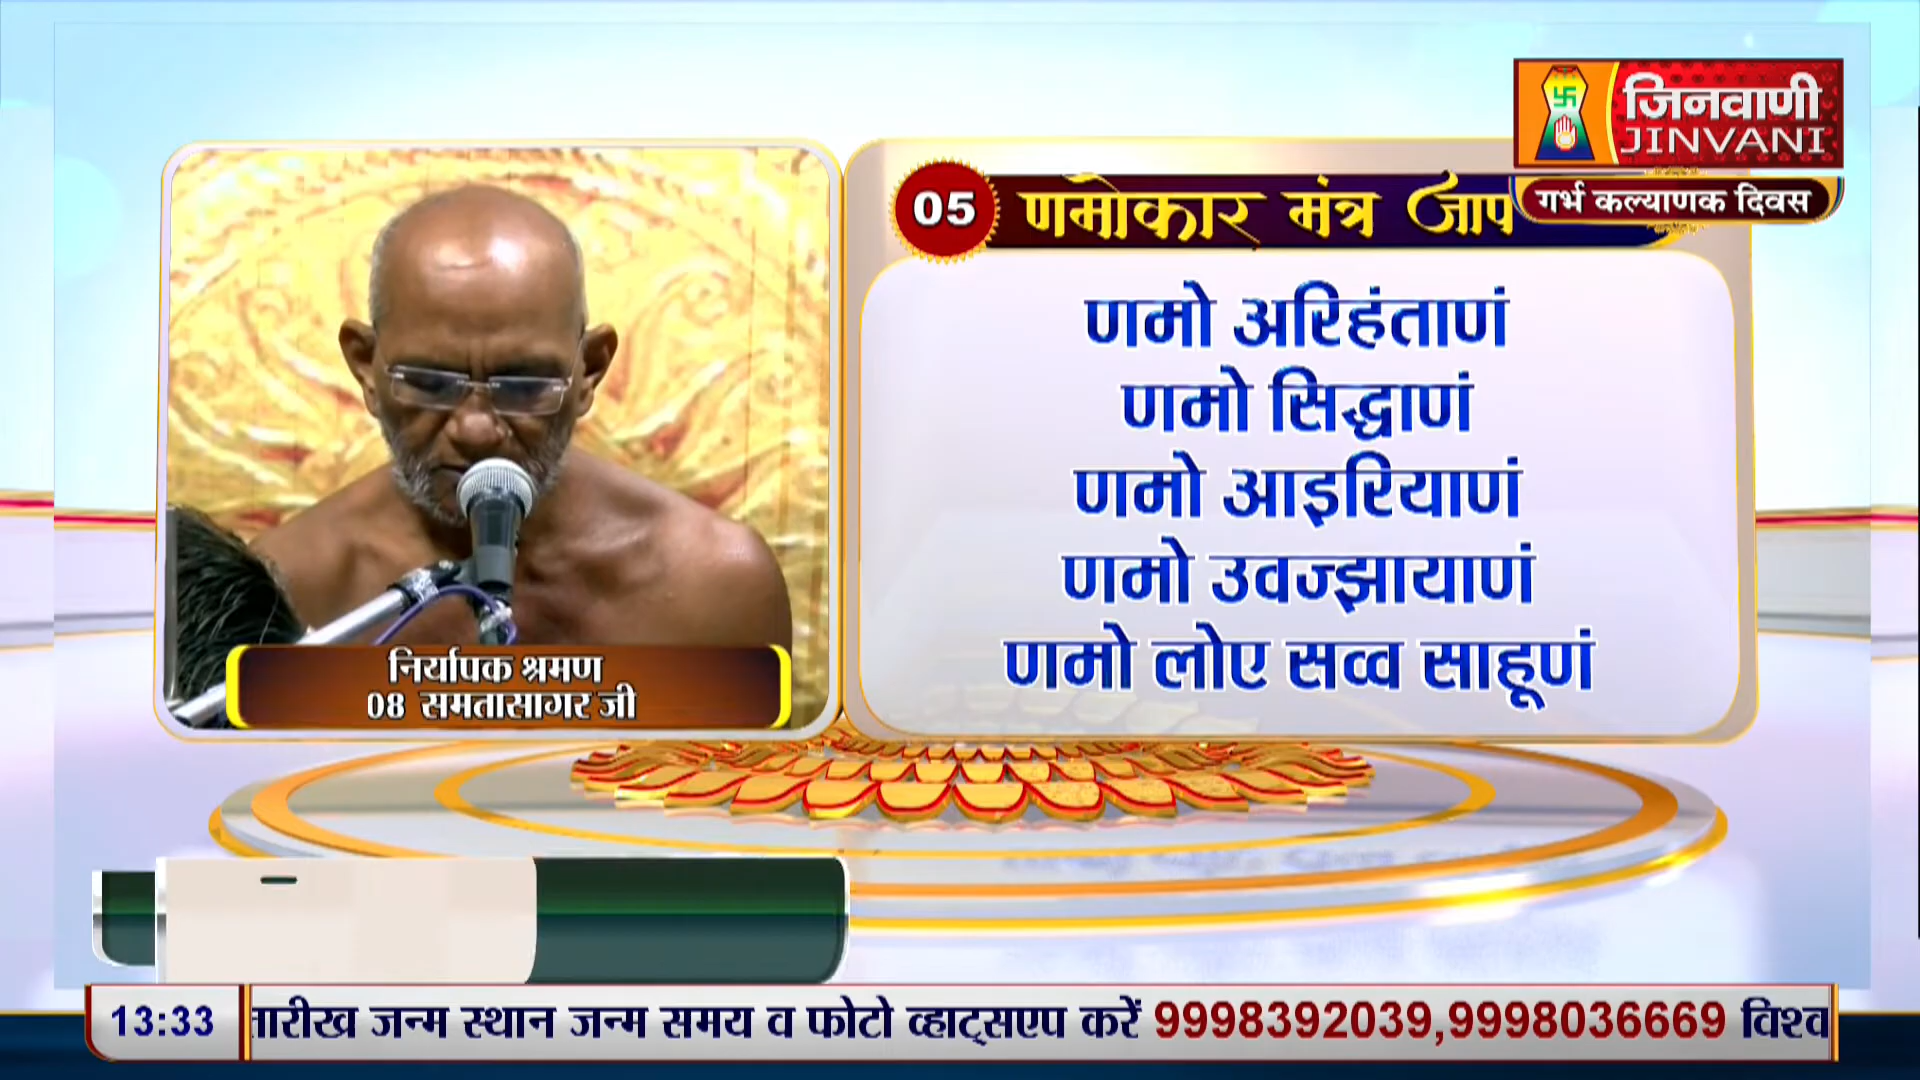 जिनवाणी
JINVANI
गर्भ कल्याणक दिवस
05 णमोकार मंत्र जाप
णमो अरिहंताणं
णमो सिद्धाणं
णमो आइरियाणं
णमो उवज्झायाणं
णमो लोए सव्व साहूणं
निर्यापक श्रमण
08 समतासागर जी
13:33 तारीख जन्म स्थान जन्म समय व फोटो व्हाट्सएप करें 9998392039,9998036669 विश्व